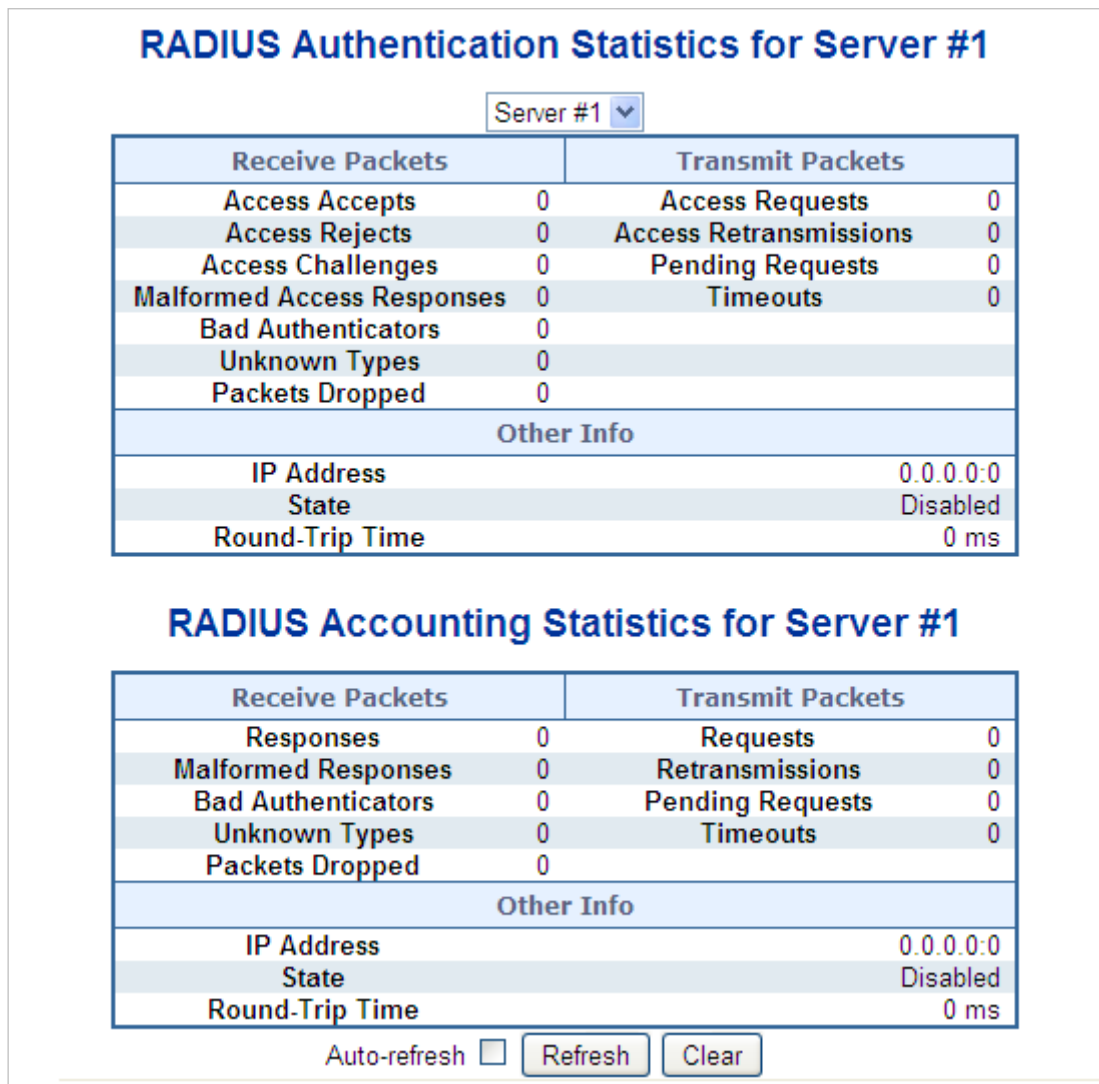 RADIUS Authentication Statistics for Server #1
Server #1
Receive Packets Transmit Packets
Access Accepts 0 Access Requests 0
Access Rejects 0 Access Retransmissions 0
Access Challenges 0 Pending Requests 0
Malformed Access Responses 0 Timeouts 0
Bad Authenticators 0
Unknown Types 0
Packets Dropped 0
Other Info
IP Address 0.0.0.0:0
State Disabled
Round-Trip Time 0 ms
RADIUS Accounting Statistics for Server #1
Receive Packets Transmit Packets
Responses 0 Requests 0
Malformed Responses 0 Retransmissions 0
Bad Authenticators 0 Pending Requests 0
Unknown Types 0 Timeouts 0
Packets Dropped 0
Other Info
IP Address 0.0.0.0:0
State Disabled
Round-Trip Time 0 ms
Auto-refresh Refresh Clear